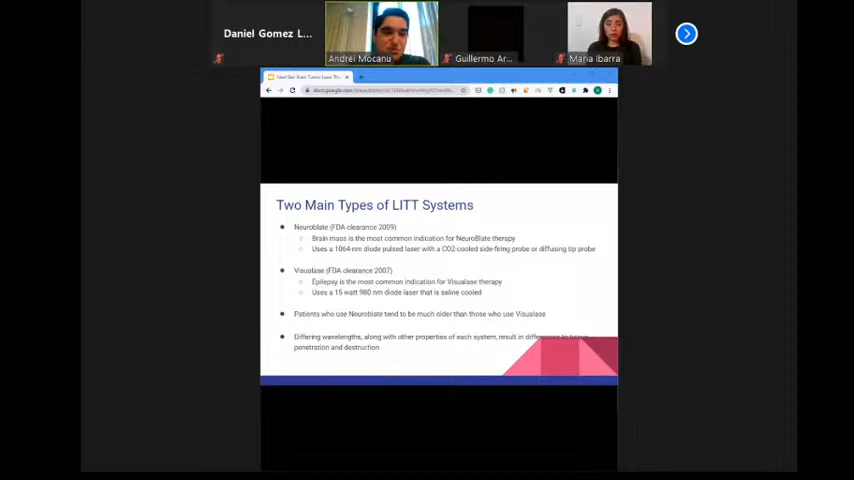 Daniel Gomez L...
Andrei Mocanu
Guillermo Ar...
Maria Ibarra
Two Main Types of LITT Systems
Neuroblate (FDA clearance 2009)
Brain mass is the most common indication for NeuroBlate therapy
Uses a 1064-nm diode pulsed laser with a CO2-cooled side-firing probe or diffusing tip probe
Visualase (FDA clearance 2007)
Epilepsy is the most common indication for Visualase therapy
Uses a 15 watt 980 nm diode laser that is saline cooled
Patients who use Neuroblate tend to be much older than those who use Visualase
Differing wavelengths, along with other properties of each system, result in differences to tissue
penetration and destruction